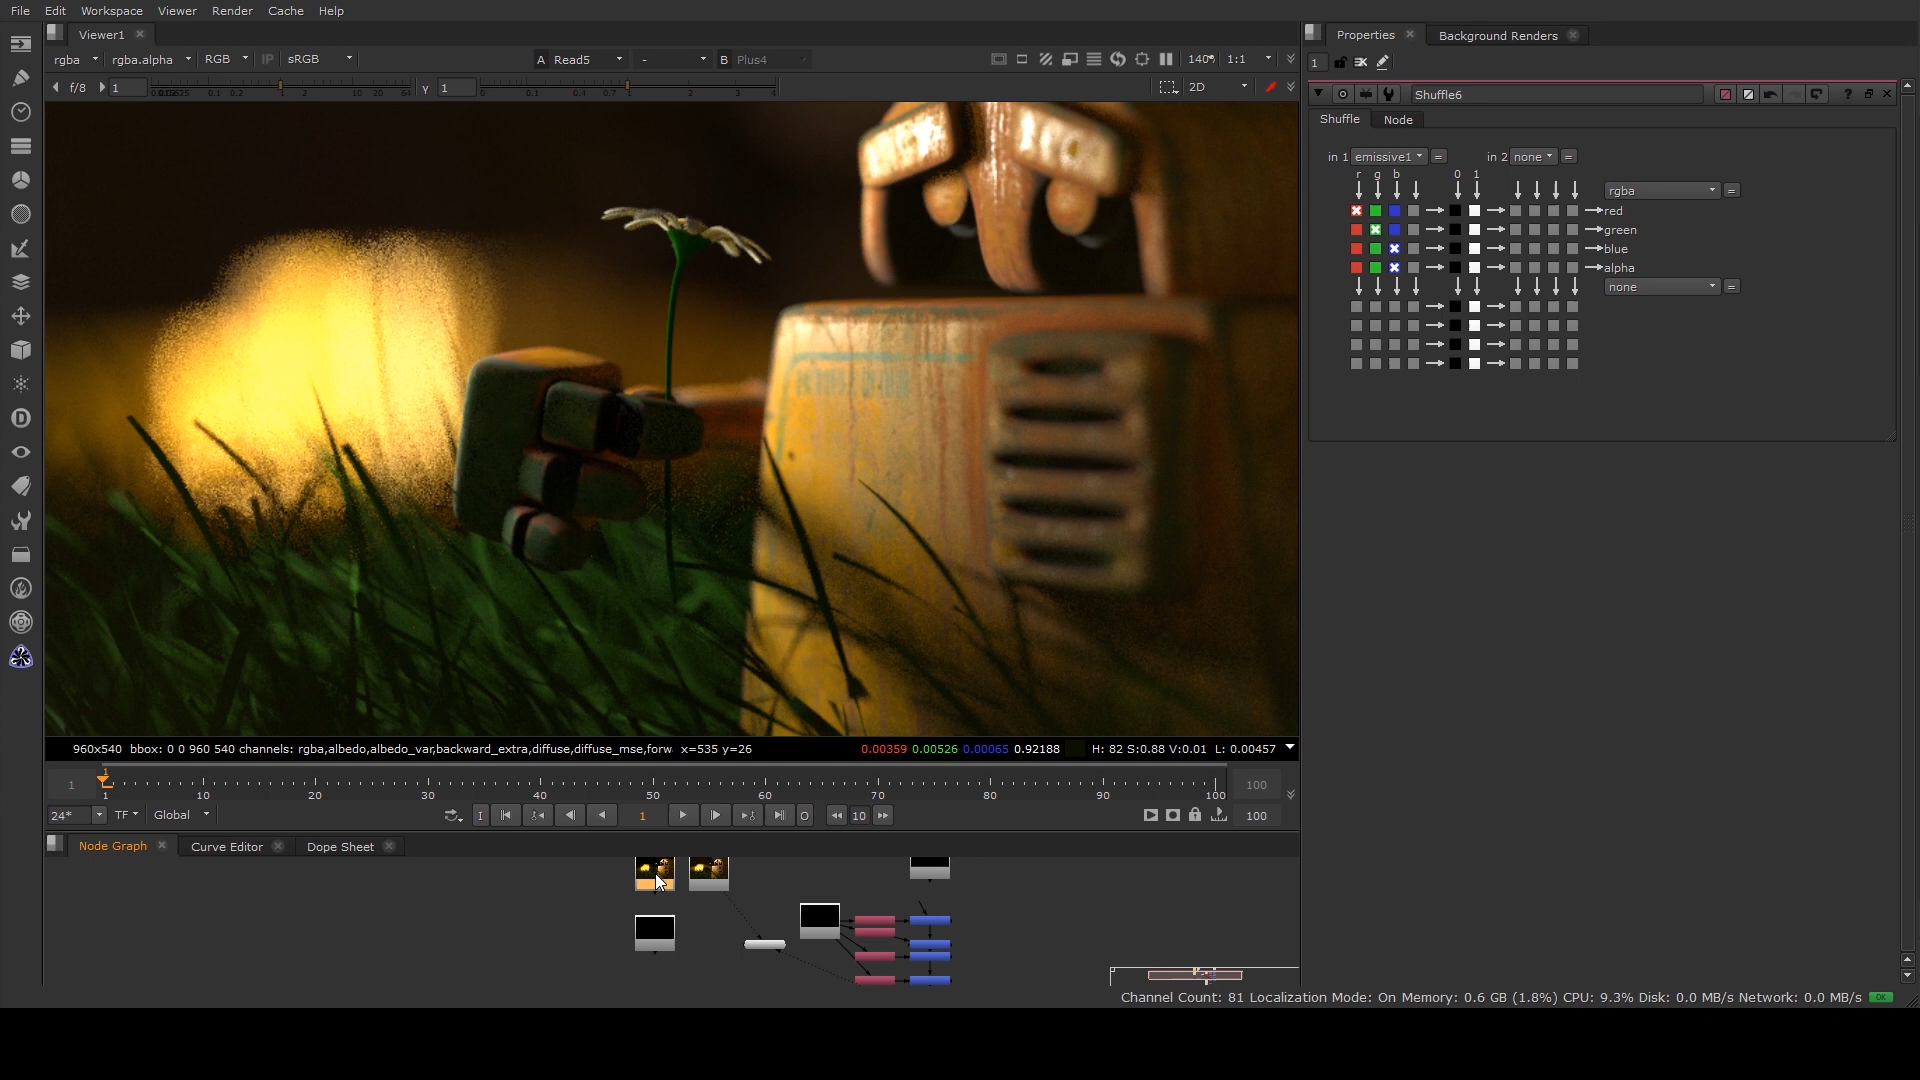 File Edit Workspace Viewer Render Cache Help
Viewer1
rgba rgba.alpha RGB IP sRGB A Read5 - B Plus4 140* 1:1
f/8 1 Y 1 2D
960x540 bbox: 0 0 960 540 channels: rgba,albedo,albedo_var,backward_extra,diffuse,diffuse_mse,forw x=535 y=26 0.00359 0.00526 0.00065 0.92188 H: 82 S:0.88 V:0.01 L: 0.00457
1 1 100
1 10 20 30 40 50 60 70 80 90 100
24* TF Global I 1 O 10 100
Node Graph Curve Editor Dope Sheet
Properties Background Renders
1
Shuffle6 ?
Shuffle Node
in 1 emissive1 = in 2 none =
r g b 0 1
rgba =
red
green
blue
alpha
none =
Channel Count: 81 Localization Mode: On Memory: 0.6 GB (1.8%) CPU: 9.3% Disk: 0.0 MB/s Network: 0.0 MB/s OK